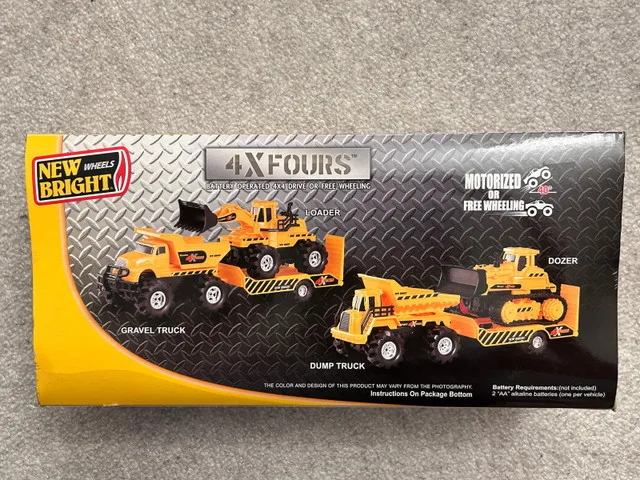 NEW
BRIGHT
WHEELS
4XFOURS™
BATTERY OPERATED 4X4 DRIVE OR FREE WHEELING
MOTORIZED
OR
FREE WHEELING
LOADER
DOZER
GRAVEL TRUCK
DUMP TRUCK
THE COLOR AND DESIGN OF THIS PRODUCT MAY VARY FROM THE PHOTOGRAPHY.
Instructions On Package Bottom
Battery Requirements:(not included)
2 "AA" alkaline batteries (one per vehicle)